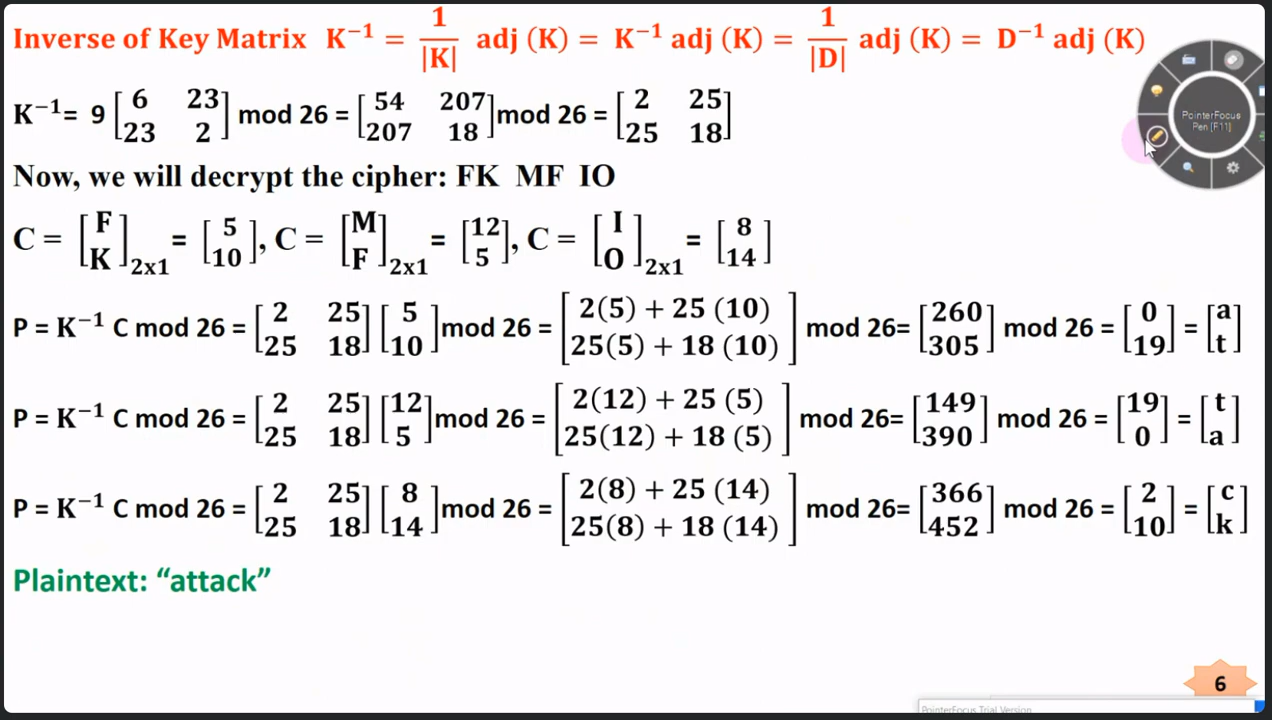 Inverse of Key Matrix K⁻¹ = 1/|K| adj (K) = K⁻¹ adj (K) = 1/|D| adj (K) = D⁻¹ adj (K)
K⁻¹= 9 [6 23; 23 2] mod 26 = [54 207; 207 18] mod 26 = [2 25; 25 18]
Now, we will decrypt the cipher: FK MF IO
C = [F; K]2x1 = [5; 10], C = [M; F]2x1 = [12; 5], C = [I; O]2x1 = [8; 14]
P = K⁻¹ C mod 26 = [2 25; 25 18] [5; 10] mod 26 = [2(5) + 25 (10); 25(5) + 18 (10)] mod 26= [260; 305] mod 26 = [0; 19] = [a; t]
P = K⁻¹ C mod 26 = [2 25; 25 18] [12; 5] mod 26 = [2(12) + 25 (5); 25(12) + 18 (5)] mod 26= [149; 390] mod 26 = [19; 0] = [t; a]
P = K⁻¹ C mod 26 = [2 25; 25 18] [8; 14] mod 26 = [2(8) + 25 (14); 25(8) + 18 (14)] mod 26= [366; 452] mod 26 = [2; 10] = [c; k]
Plaintext: “attack”
PointerFocus
Pen [F11]
6
PointerFocus Trial Version